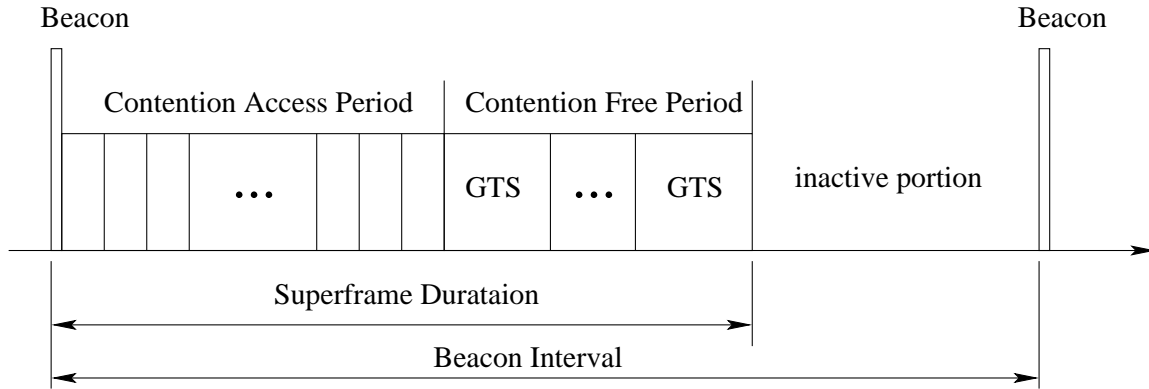 Beacon
Beacon
Contention Access Period
Contention Free Period
...
GTS
...
GTS
inactive portion
Superframe Durataion
Beacon Interval